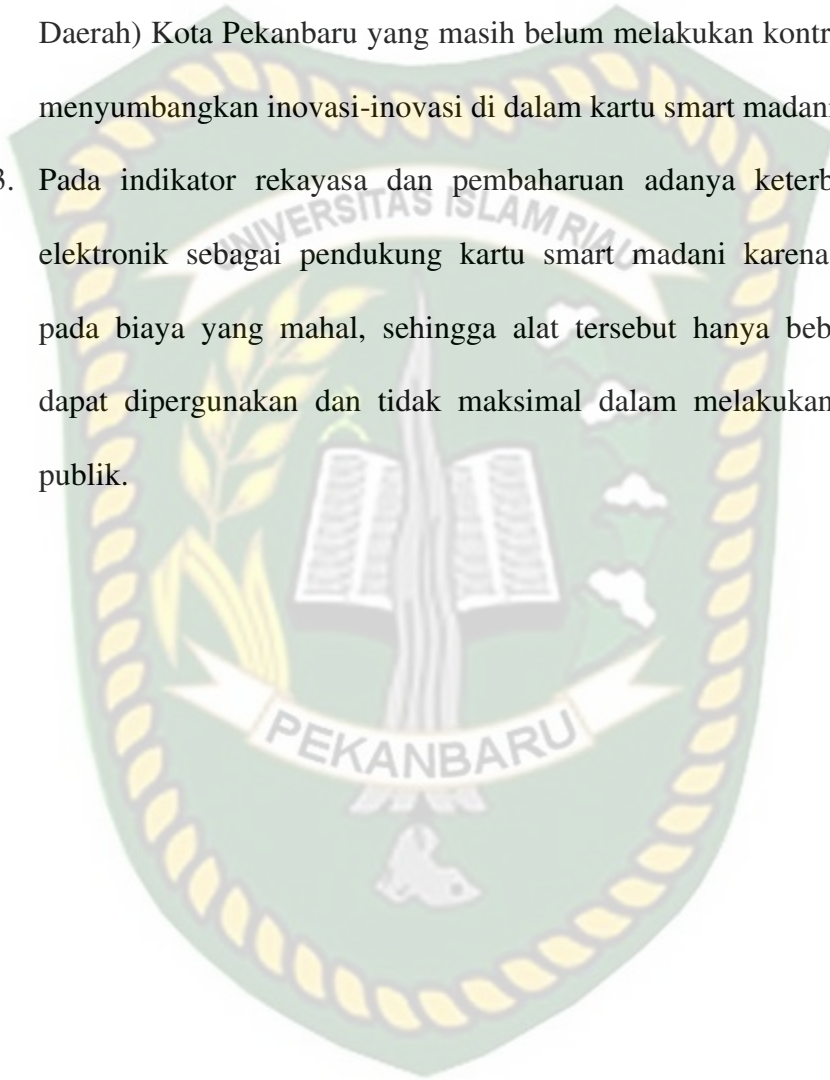 Daerah) Kota Pekanbaru yang masih belum melakukan kontr
menyumbangkan inovasi-inovasi di dalam kartu smart madani
3. Pada indikator rekayasa dan pembaharuan adanya keterb
elektronik sebagai pendukung kartu smart madani karena
pada biaya yang mahal, sehingga alat tersebut hanya beb
dapat dipergunakan dan tidak maksimal dalam melakukan
publik.
UNIVERSITAS ISLAM RIAU
PEKANBARU